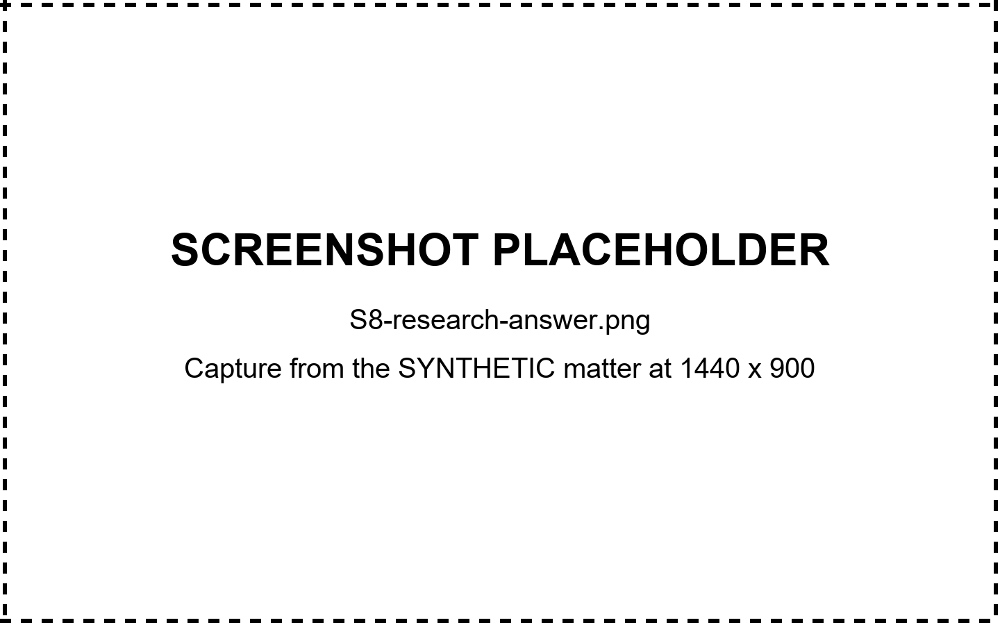 SCREENSHOT PLACEHOLDER
S8-research-answer.png
Capture from the SYNTHETIC matter at 1440 x 900